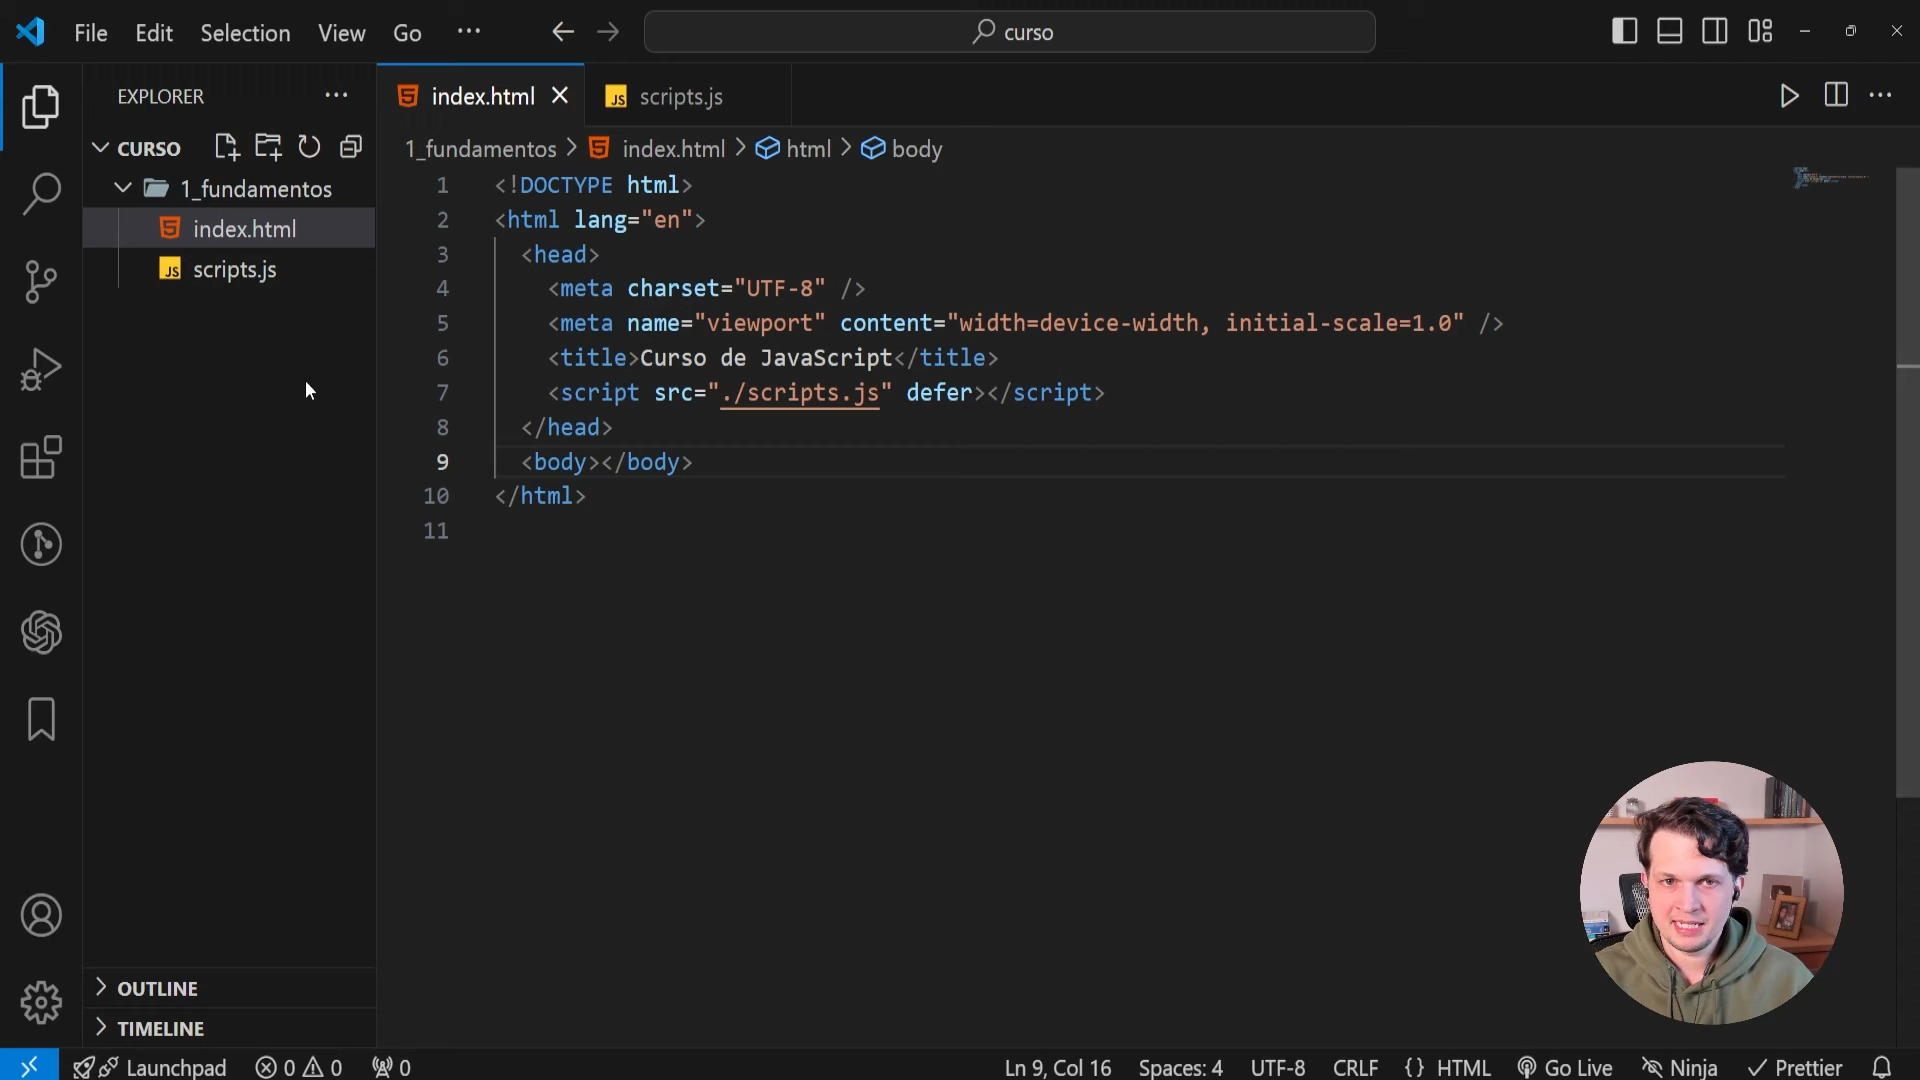 File Edit Selection View Go ··· curso
EXPLORER ···
CURSO
1_fundamentos
index.html
JS scripts.js
index.html JS scripts.js
1_fundamentos > index.html > html > body
1 <!DOCTYPE html>
2 <html lang="en">
3 <head>
4 <meta charset="UTF-8" />
5 <meta name="viewport" content="width=device-width, initial-scale=1.0" />
6 <title>Curso de JavaScript</title>
7 <script src="./scripts.js" defer></script>
8 </head>
9 <body></body>
10 </html>
11
OUTLINE
TIMELINE
Launchpad 0 0 0 Ln 9, Col 16 Spaces: 4 UTF-8 CRLF {} HTML Go Live Ninja Prettier